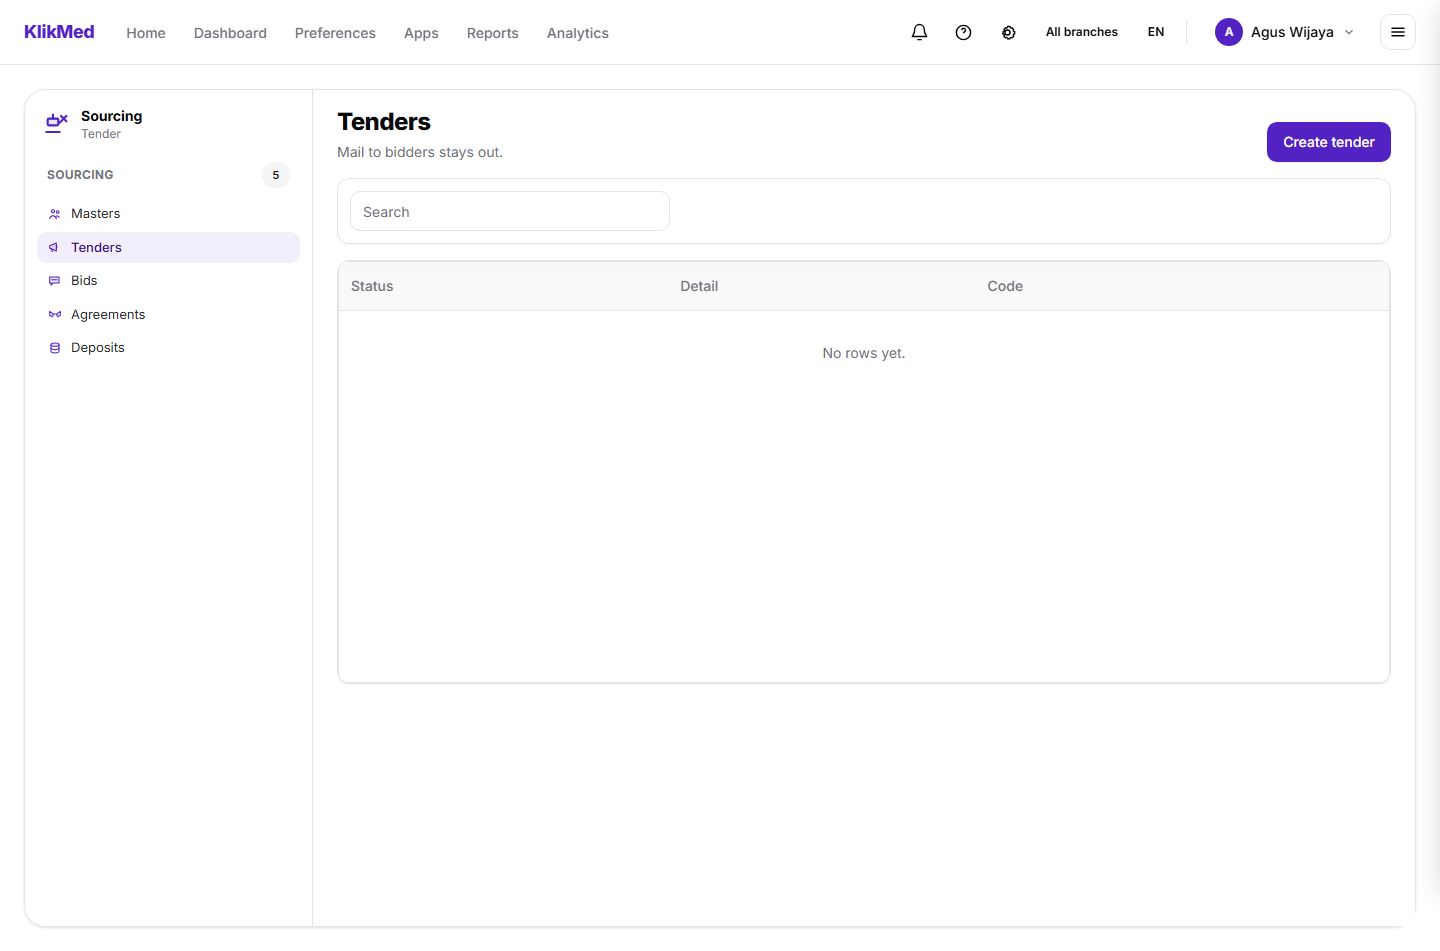 KlikMed
Home
Dashboard
Preferences
Apps
Reports
Analytics
All branches
EN
A
Agus Wijaya
Sourcing
Tender
SOURCING
5
Masters
Tenders
Bids
Agreements
Deposits
Tenders
Mail to bidders stays out.
Create tender
Search
Status
Detail
Code
No rows yet.